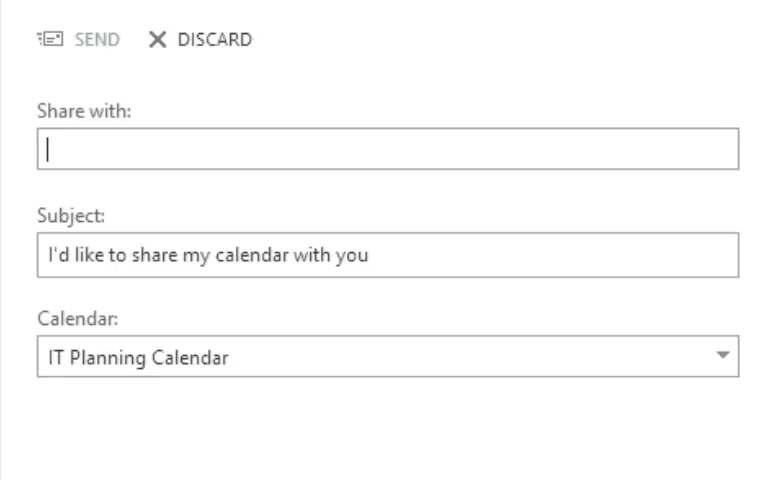 SEND DISCARD
Share with:
Subject:
I'd like to share my calendar with you
Calendar:
IT Planning Calendar